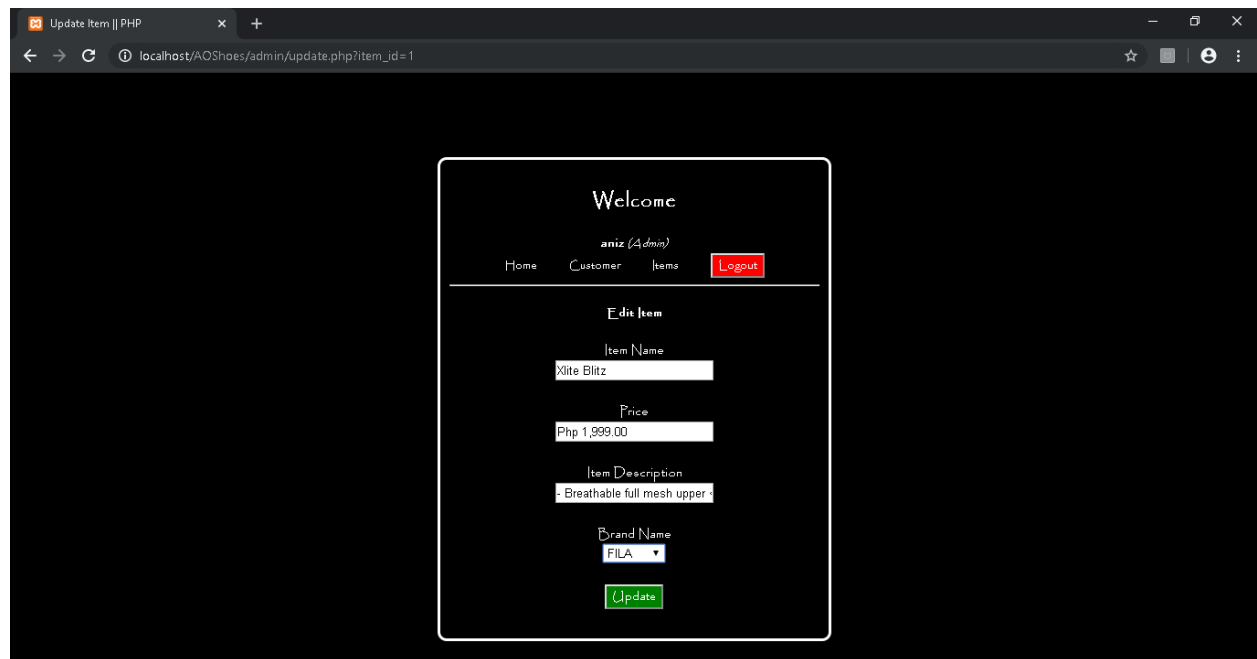 Update Item || PHP
localhost/AOShoes/admin/update.php?item_id=1
Welcome
aniz (Admin)
Home Customer Items Logout
Edit Item
Item Name
Xlite Blitz
Price
Php 1,999.00
Item Description
- Breathable full mesh upper <
Brand Name
FILA
Update